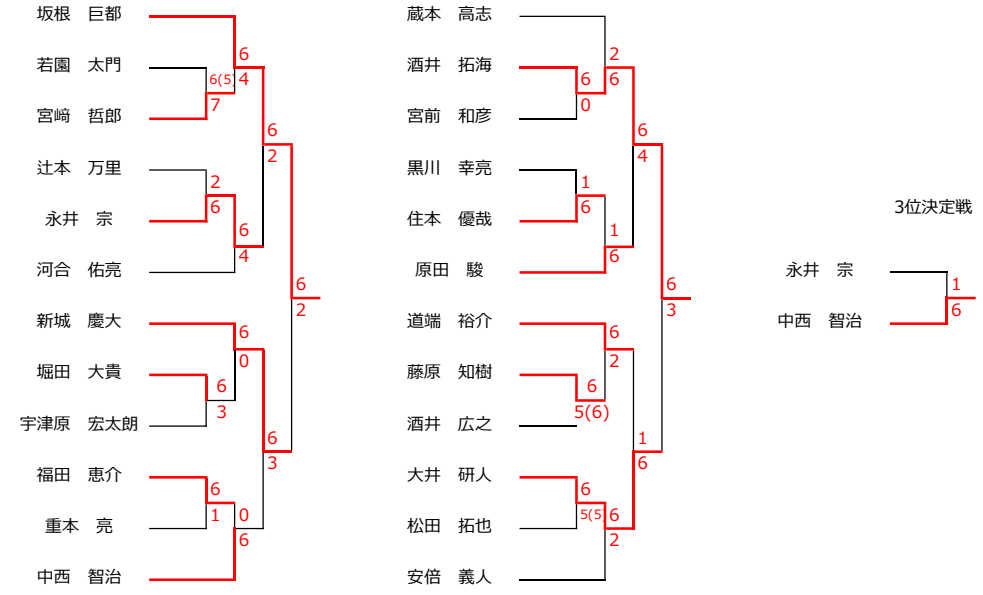 坂根　巨都
6
若園　太門
6(5)
4
宮﨑　哲郎
7
6
2
辻本　万里
2
永井　宗
6
6
河合　佑亮
4
6
2
新城　慶大
6
0
堀田　大貴
6
宇津原　宏太朗
3
6
3
福田　恵介
6
重本　亮
1
0
6
中西　智治
蔵本　高志
2
酒井　拓海
6
6
宮前　和彦
0
6
4
黒川　幸亮
1
住本　優哉
6
1
原田　駿
6
6
3
道端　裕介
6
2
藤原　知樹
6
酒井　広之
5(6)
1
6
大井　研人
6
松田　拓也
5(5)
6
2
安倍　義人
3位決定戦
永井　宗
1
中西　智治
6